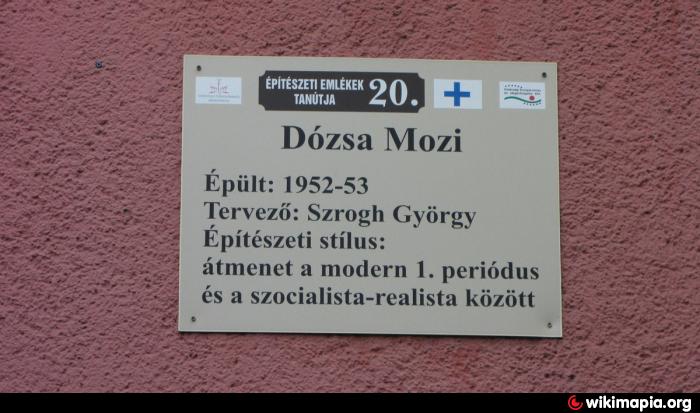 ÉPÍTÉSZETI EMLÉKEK
TANÚTJA
20.
Dózsa Mozi
Épült: 1952-53
Tervező: Szrogh György
Építészeti stílus:
átmenet a modern 1. periódus
és a szocialista-realista között
wikimapia.org